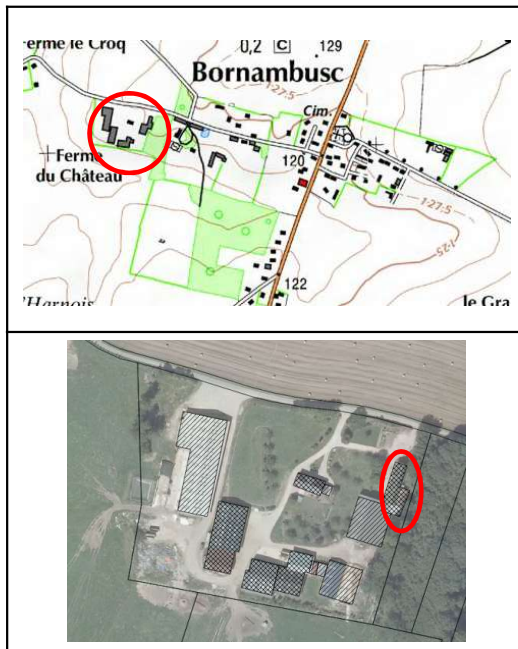 erme le Croq
0,2 C
129
Bornambusc
127,5
Cim.
Ferme
du Château
120
127,5
125
122
d'Harnois
le Gra